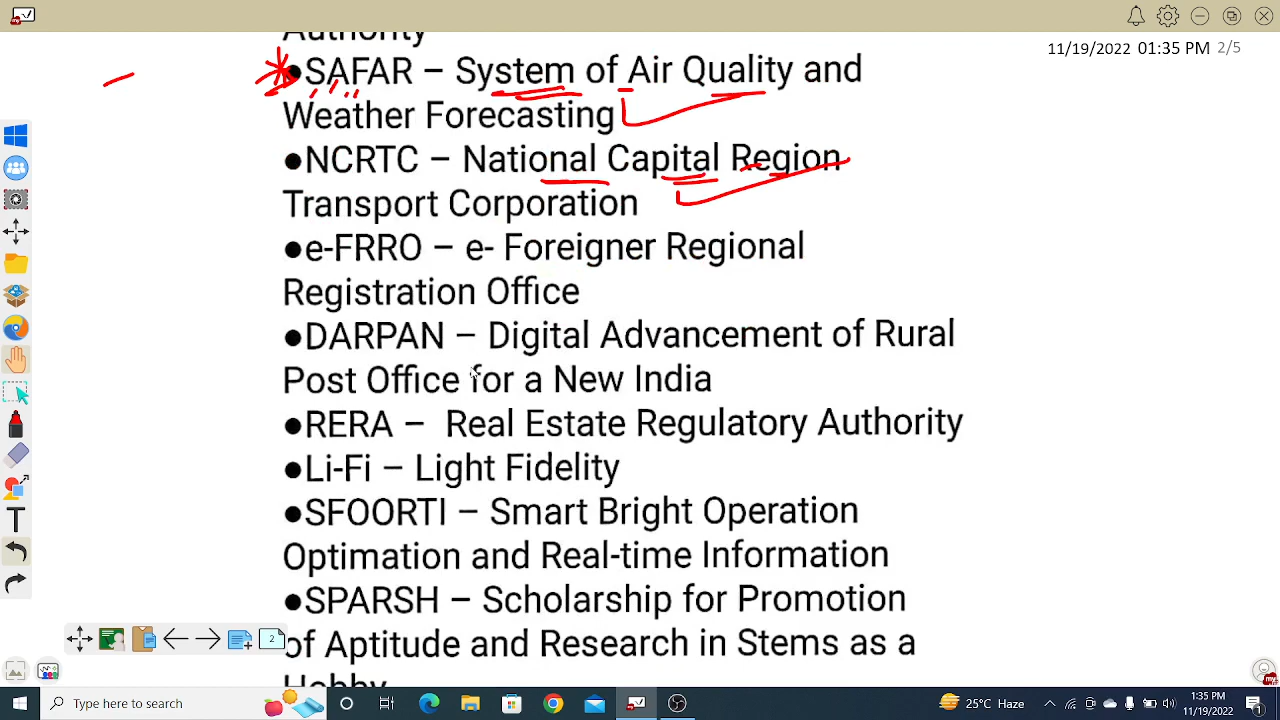 11/19/2022 01:35 PM 2/5
Authority
●SAFAR – System of Air Quality and
Weather Forecasting
●NCRTC – National Capital Region
Transport Corporation
●e-FRRO – e- Foreigner Regional
Registration Office
●DARPAN – Digital Advancement of Rural
Post Office for a New India
●RERA – Real Estate Regulatory Authority
●Li-Fi – Light Fidelity
●SFOORTI – Smart Bright Operation
Optimation and Real-time Information
●SPARSH – Scholarship for Promotion
of Aptitude and Research in Stems as a
Hobby
2
Type here to search
25°C Haze
1:35 PM
11/19/2022